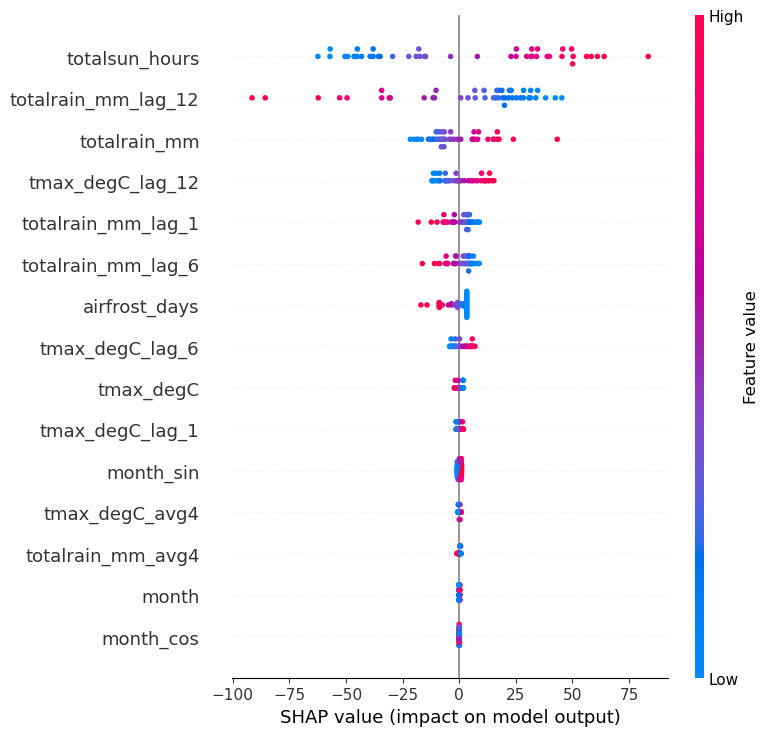 High
totalsun_hours
totalrain_mm_lag_12
totalrain_mm
tmax_degC_lag_12
totalrain_mm_lag_1
totalrain_mm_lag_6
airfrost_days
tmax_degC_lag_6
tmax_degC
tmax_degC_lag_1
month_sin
tmax_degC_avg4
totalrain_mm_avg4
month
month_cos
Feature value
Low
−100 −75 −50 −25 0 25 50 75
SHAP value (impact on model output)